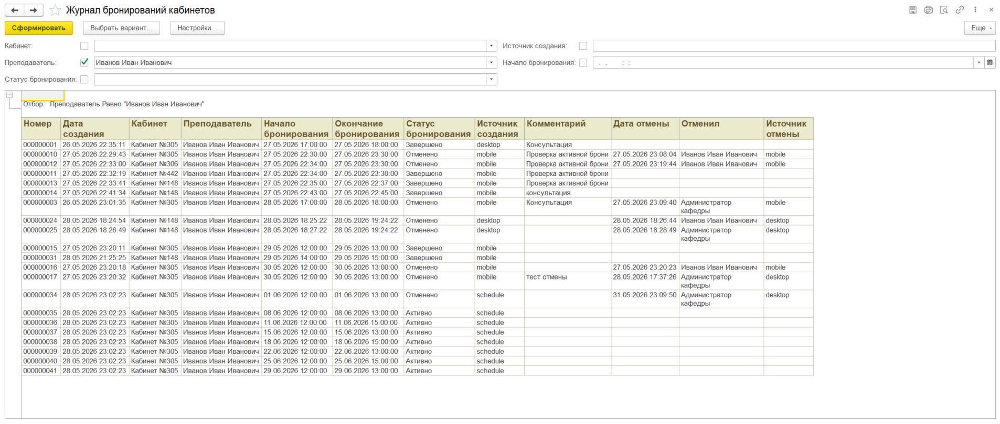 Журнал бронирований кабинетов
Сформировать Выбрать вариант... Настройки... Еще
Кабинет: Источник создания:
Преподаватель: Иванов Иван Иванович Начало бронирования: . . : :
Статус бронирования:
Отбор: Преподаватель Равно "Иванов Иван Иванович"
Номер Дата создания Кабинет Преподаватель Начало бронирования Окончание бронирования Статус бронирования Источник создания Комментарий Дата отмены Отменил Источник отмены
000000001 26.05.2026 22:35:11 Кабинет №305 Иванов Иван Иванович 27.05.2026 17:00:00 27.05.2026 18:00:00 Завершено desktop Консультация
000000010 27.05.2026 22:29:43 Кабинет №305 Иванов Иван Иванович 27.05.2026 22:30:00 27.05.2026 23:30:00 Отменено mobile Проверка активной брони 27.05.2026 23:08:04 Иванов Иван Иванович mobile
000000012 27.05.2026 22:33:00 Кабинет №306 Иванов Иван Иванович 27.05.2026 22:34:00 27.05.2026 23:30:00 Отменено mobile Проверка активной брони 27.05.2026 23:19:44 Иванов Иван Иванович mobile
000000011 27.05.2026 22:32:19 Кабинет №442 Иванов Иван Иванович 27.05.2026 22:34:00 27.05.2026 23:30:00 Завершено mobile Проверка активной брони
000000013 27.05.2026 22:33:41 Кабинет №148 Иванов Иван Иванович 27.05.2026 22:35:00 27.05.2026 22:37:00 Завершено mobile Проверка активной брони
000000014 27.05.2026 22:41:34 Кабинет №148 Иванов Иван Иванович 27.05.2026 22:43:00 27.05.2026 22:45:00 Завершено mobile консультация
000000003 26.05.2026 23:01:35 Кабинет №305 Иванов Иван Иванович 28.05.2026 17:00:00 28.05.2026 18:00:00 Отменено mobile Консультация 27.05.2026 23:09:40 Администратор кафедры mobile
000000024 28.05.2026 18:24:54 Кабинет №148 Иванов Иван Иванович 28.05.2026 18:25:22 28.05.2026 19:24:22 Отменено desktop 28.05.2026 18:26:44 Иванов Иван Иванович desktop
000000025 28.05.2026 18:26:49 Кабинет №148 Иванов Иван Иванович 28.05.2026 18:27:22 28.05.2026 19:24:22 Отменено desktop 28.05.2026 18:28:49 Администратор кафедры desktop
000000015 27.05.2026 23:20:11 Кабинет №305 Иванов Иван Иванович 29.05.2026 12:00:00 29.05.2026 13:00:00 Завершено mobile
000000031 28.05.2026 21:25:25 Кабинет №148 Иванов Иван Иванович 29.05.2026 14:00:00 29.05.2026 15:00:00 Завершено mobile
000000016 27.05.2026 23:20:18 Кабинет №305 Иванов Иван Иванович 30.05.2026 12:00:00 30.05.2026 13:00:00 Отменено mobile 27.05.2026 23:20:23 Иванов Иван Иванович mobile
000000017 27.05.2026 23:20:32 Кабинет №305 Иванов Иван Иванович 30.05.2026 12:00:00 30.05.2026 13:00:00 Отменено mobile тест отмены 28.05.2026 17:37:26 Администратор кафедры desktop
000000034 28.05.2026 23:02:23 Кабинет №305 Иванов Иван Иванович 01.06.2026 12:00:00 01.06.2026 13:00:00 Отменено schedule 31.05.2026 23:09:50 Администратор кафедры desktop
000000035 28.05.2026 23:02:23 Кабинет №305 Иванов Иван Иванович 08.06.2026 12:00:00 08.06.2026 13:00:00 Активно schedule
000000036 28.05.2026 23:02:23 Кабинет №305 Иванов Иван Иванович 11.06.2026 12:00:00 11.06.2026 15:00:00 Активно schedule
000000037 28.05.2026 23:02:23 Кабинет №305 Иванов Иван Иванович 15.06.2026 12:00:00 15.06.2026 13:00:00 Активно schedule
000000038 28.05.2026 23:02:23 Кабинет №305 Иванов Иван Иванович 18.06.2026 12:00:00 18.06.2026 15:00:00 Активно schedule
000000039 28.05.2026 23:02:23 Кабинет №305 Иванов Иван Иванович 22.06.2026 12:00:00 22.06.2026 13:00:00 Активно schedule
000000040 28.05.2026 23:02:23 Кабинет №305 Иванов Иван Иванович 25.06.2026 12:00:00 25.06.2026 15:00:00 Активно schedule
000000041 28.05.2026 23:02:23 Кабинет №305 Иванов Иван Иванович 29.06.2026 12:00:00 29.06.2026 13:00:00 Активно schedule